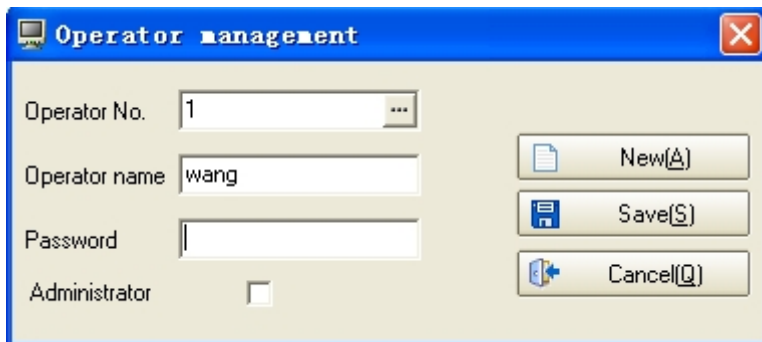 Operator management
Operator No.
1
...
Operator name
wang
Password
Administrator
New(A)
Save(S)
Cancel(Q)